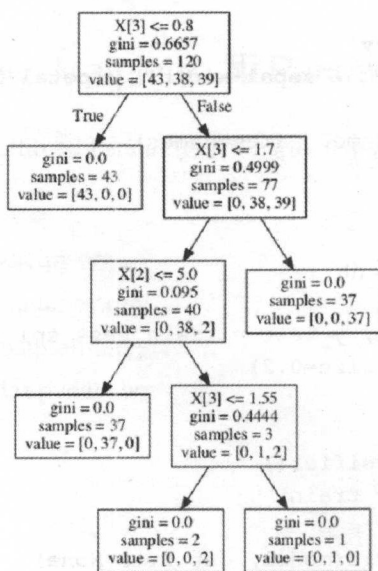 X[3] <= 0.8
gini = 0.6657
samples = 120
value = [43, 38, 39]
True
False
gini = 0.0
samples = 43
value = [43, 0, 0]
X[3] <= 1.7
gini = 0.4999
samples = 77
value = [0, 38, 39]
X[2] <= 5.0
gini = 0.095
samples = 40
value = [0, 38, 2]
gini = 0.0
samples = 37
value = [0, 0, 37]
gini = 0.0
samples = 37
value = [0, 37, 0]
X[3] <= 1.55
gini = 0.4444
samples = 3
value = [0, 1, 2]
gini = 0.0
samples = 2
value = [0, 0, 2]
gini = 0.0
samples = 1
value = [0, 1, 0]